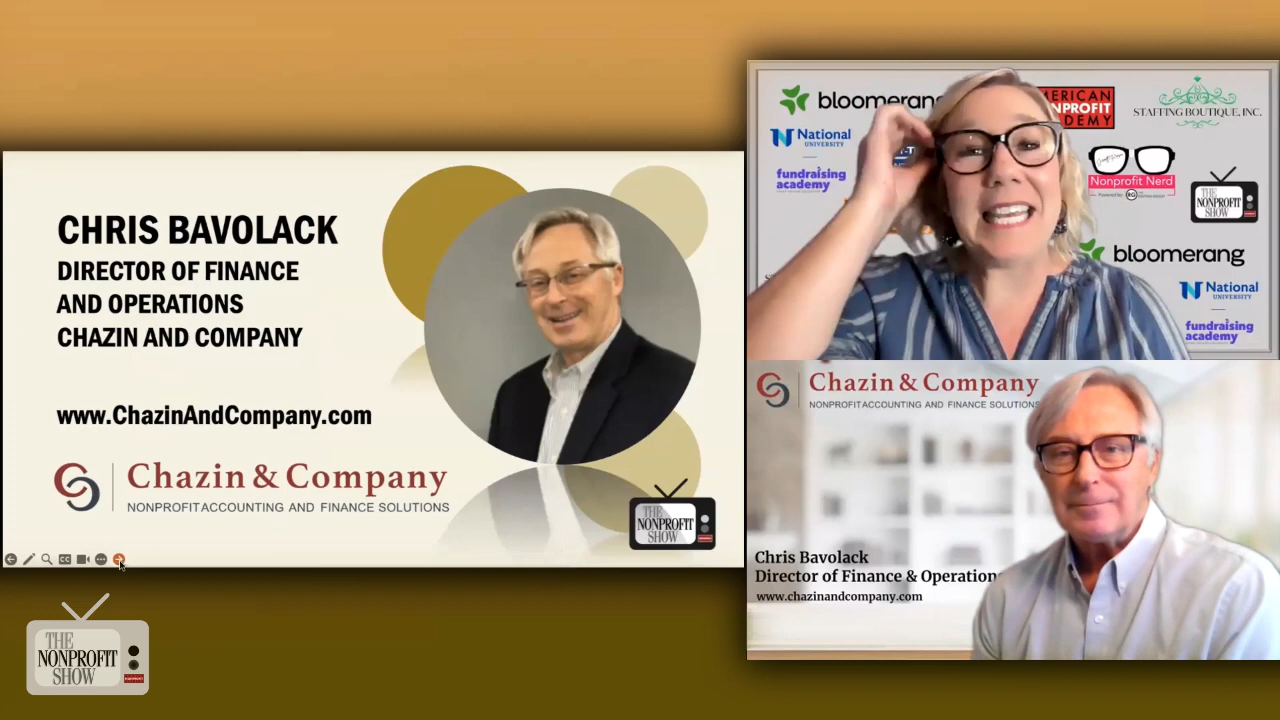 CHRIS BAVOLACK
DIRECTOR OF FINANCE
AND OPERATIONS
CHAZIN AND COMPANY
www.ChazinAndCompany.com
Chazin & Company
NONPROFIT ACCOUNTING AND FINANCE SOLUTIONS
THE
NONPROFIT
SHOW
CC
THE
NONPROFIT
SHOW
bloomerang
National
UNIVERSITY
fundraising
academy
STAFFING BOUTIQUE, INC.
Nonprofit Nerd
THE
NONPROFIT
SHOW
bloomerang
National
UNIVERSITY
fundraising
academy
Chazin & Company
NONPROFIT ACCOUNTING AND FINANCE SOLUTIONS
Chris Bavolack
Director of Finance & Operation
www.chazinandcompany.com